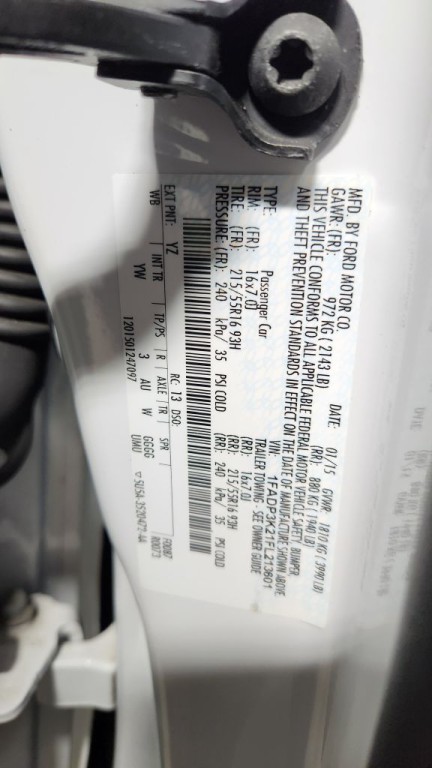 MFD. BY FORD MOTOR CO.
DATE: 01/15 GVWR: 1810 KG (3990 LB)
GAWR: (FR): 972 KG (2143 LB) (RR): 880 KG (1940 LB)
THIS VEHICLE CONFORMS TO ALL APPLICABLE FEDERAL MOTOR VEHICLE SAFETY, BUMPER
AND THEFT PREVENTION STANDARDS IN EFFECT ON THE DATE OF MANUFACTURE SHOWN ABOVE
VIN: 1FADP3K21FL213601
TYPE: Passenger Car TRAILER TOWING - SEE OWNER GUIDE
RIM: (FR): 16x7.0J (RR): 16x7.0J
TIRE: (FR): 215/55R16 93H (RR): 215/55R16 93H
PRESSURE: (FR): 240 kPa/ 35 PSI COLD (RR): 240 kPa/ 35 PSI COLD
EXT PNT: YZ RC: 13 DSO: F0087
WB INT TR TP/PS R AXLE TR SPR R0073
YW 3 AU W GGGG
UMU
1201501247097